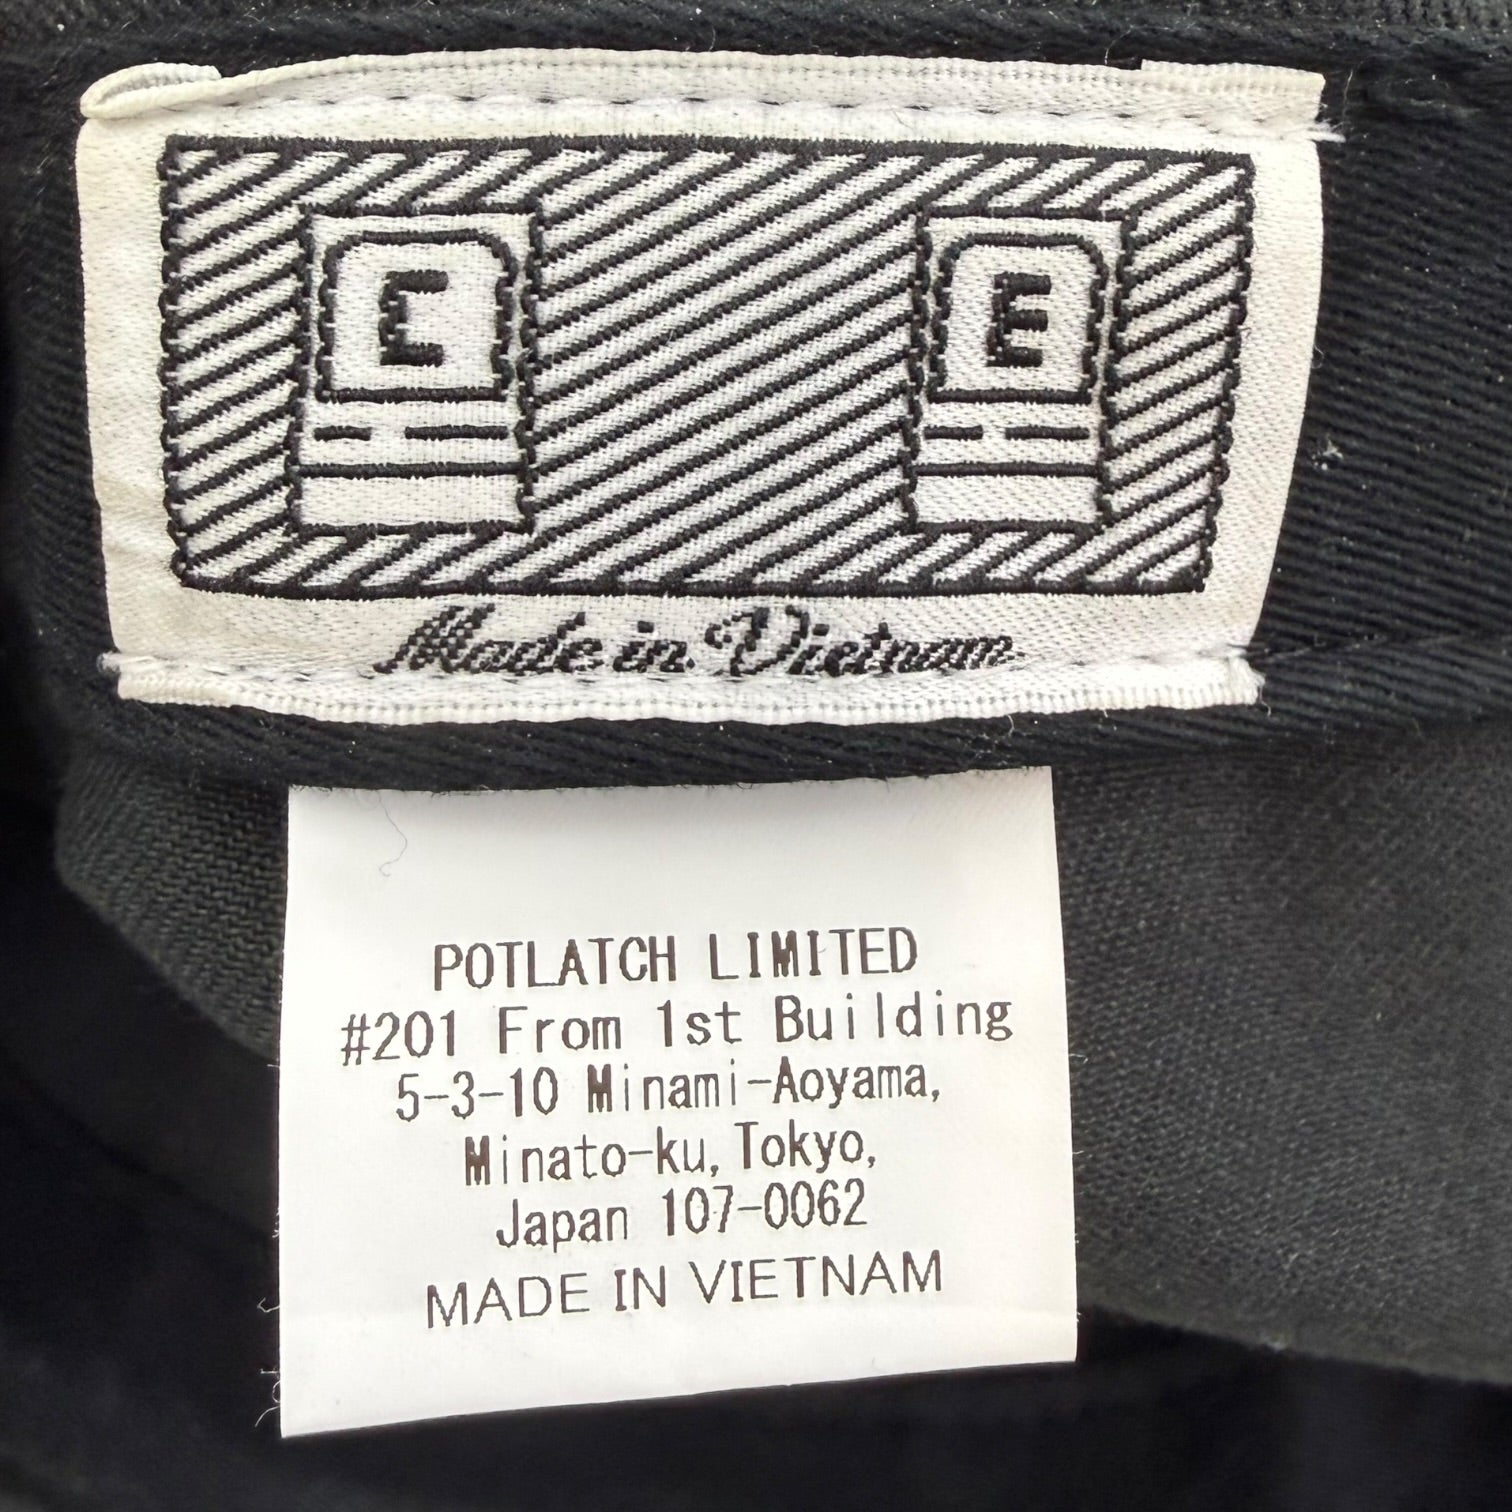 C E
Made in Vietnam
POTLATCH LIMITED
#201 From 1st Building
5-3-10 Minami-Aoyama,
Minato-ku, Tokyo,
Japan 107-0062
MADE IN VIETNAM